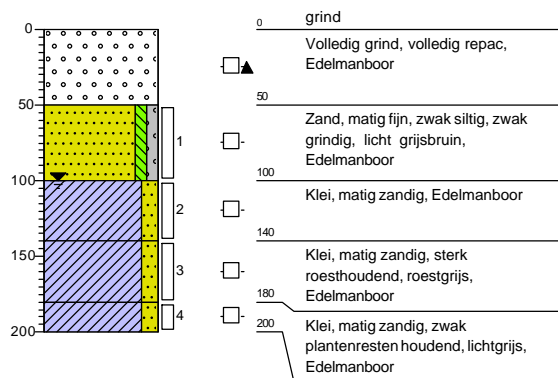 0
50
100
150
200
1
2
3
4
0
grind
Volledig grind, volledig repac,
Edelmanboor
50
Zand, matig fijn, zwak siltig, zwak
grindig, licht grijsbruin,
Edelmanboor
100
Klei, matig zandig, Edelmanboor
140
Klei, matig zandig, sterk
roesthoudend, roestgrijs,
Edelmanboor
180
200
Klei, matig zandig, zwak
plantenresten houdend, lichtgrijs,
Edelmanboor